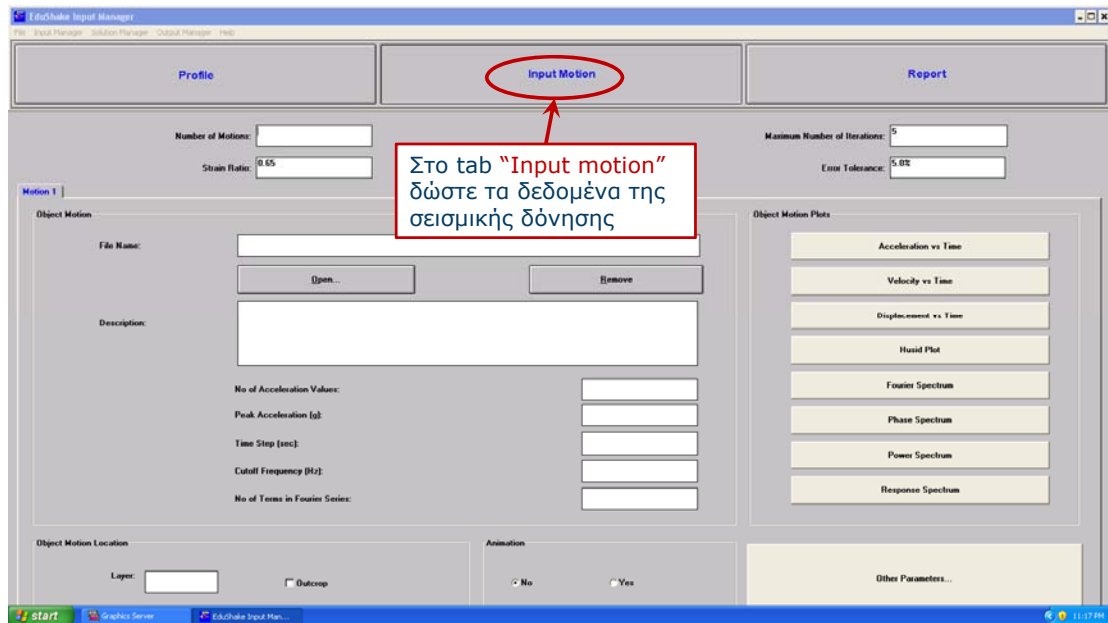 EduShake Input Manager
File Input Manager Solution Manager Output Manager Help
Profile
Input Motion
Report
Number of Motions:
Maximum Number of Iterations: 5
Strain Ratio: 0.65
Error Tolerance: 5.0%
Στο tab “Input motion”
δώστε τα δεδομένα της
σεισμικής δόνησης
Motion 1
Object Motion
File Name:
Open...
Remove
Description:
No of Acceleration Values:
Peak Acceleration (g):
Time Step (sec):
Cutoff Frequency (Hz):
No of Terms in Fourier Series:
Object Motion Plots
Acceleration vs Time
Velocity vs Time
Displacement vs Time
Husid Plot
Fourier Spectrum
Phase Spectrum
Power Spectrum
Response Spectrum
Object Motion Location
Layer:
Outcrop
Animation
No
Yes
Other Parameters...
start
Graphics Server
EduShake Input Man...
11:17 PM